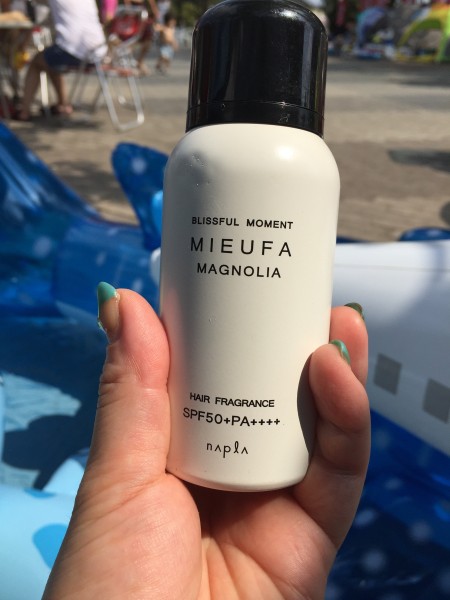 BLISSFUL MOMENT
MIEUFA
MAGNOLIA
HAIR FRAGRANCE
SPF50+PA++++
napla